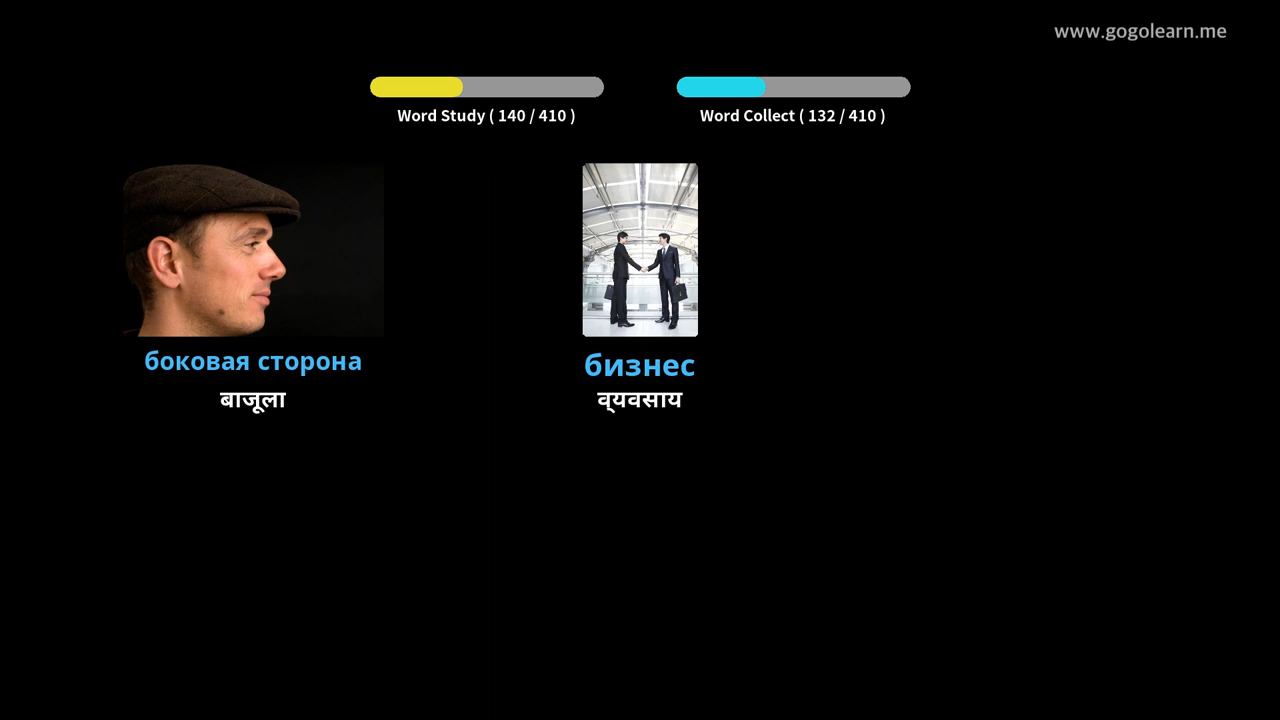 www.gogolearn.me
Word Study ( 140 / 410 )
Word Collect ( 132 / 410 )
боковая сторона
बाजूला
бизнес
व्यवसाय